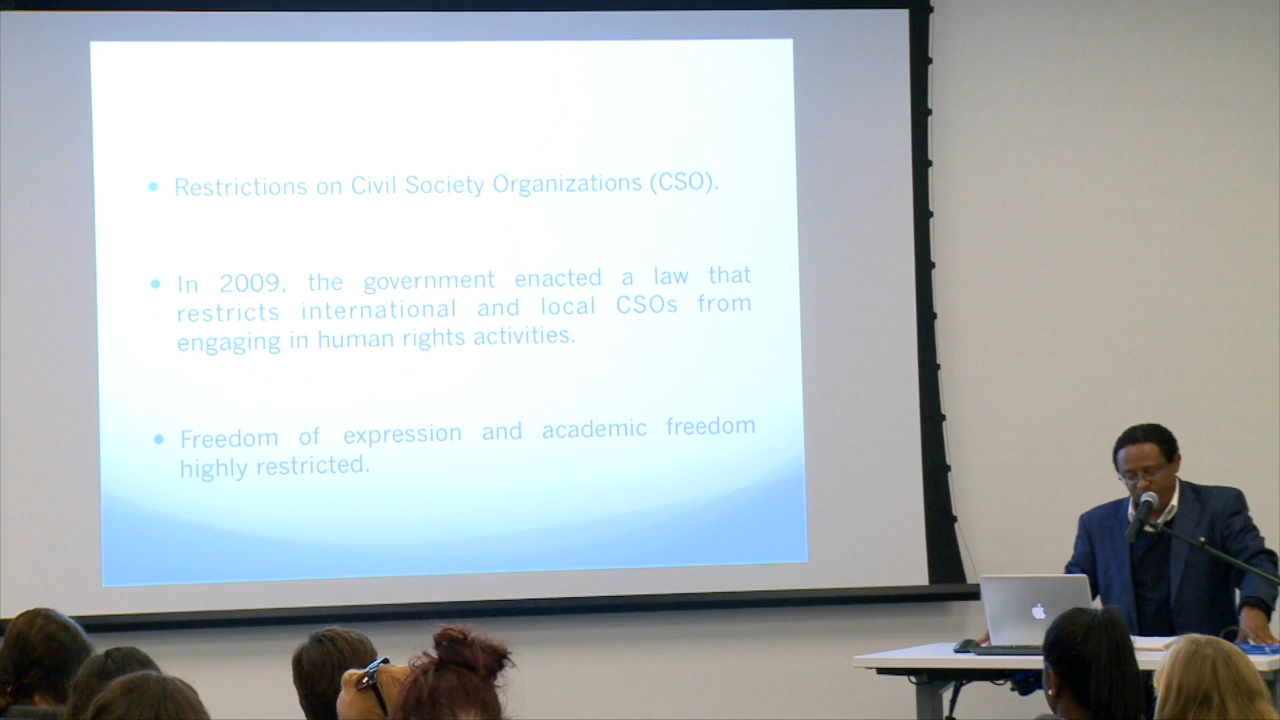 • Restrictions on Civil Society Organizations (CSO).
• In 2009, the government enacted a law that
restricts international and local CSOs from
engaging in human rights activities.
• Freedom of expression and academic freedom
highly restricted.